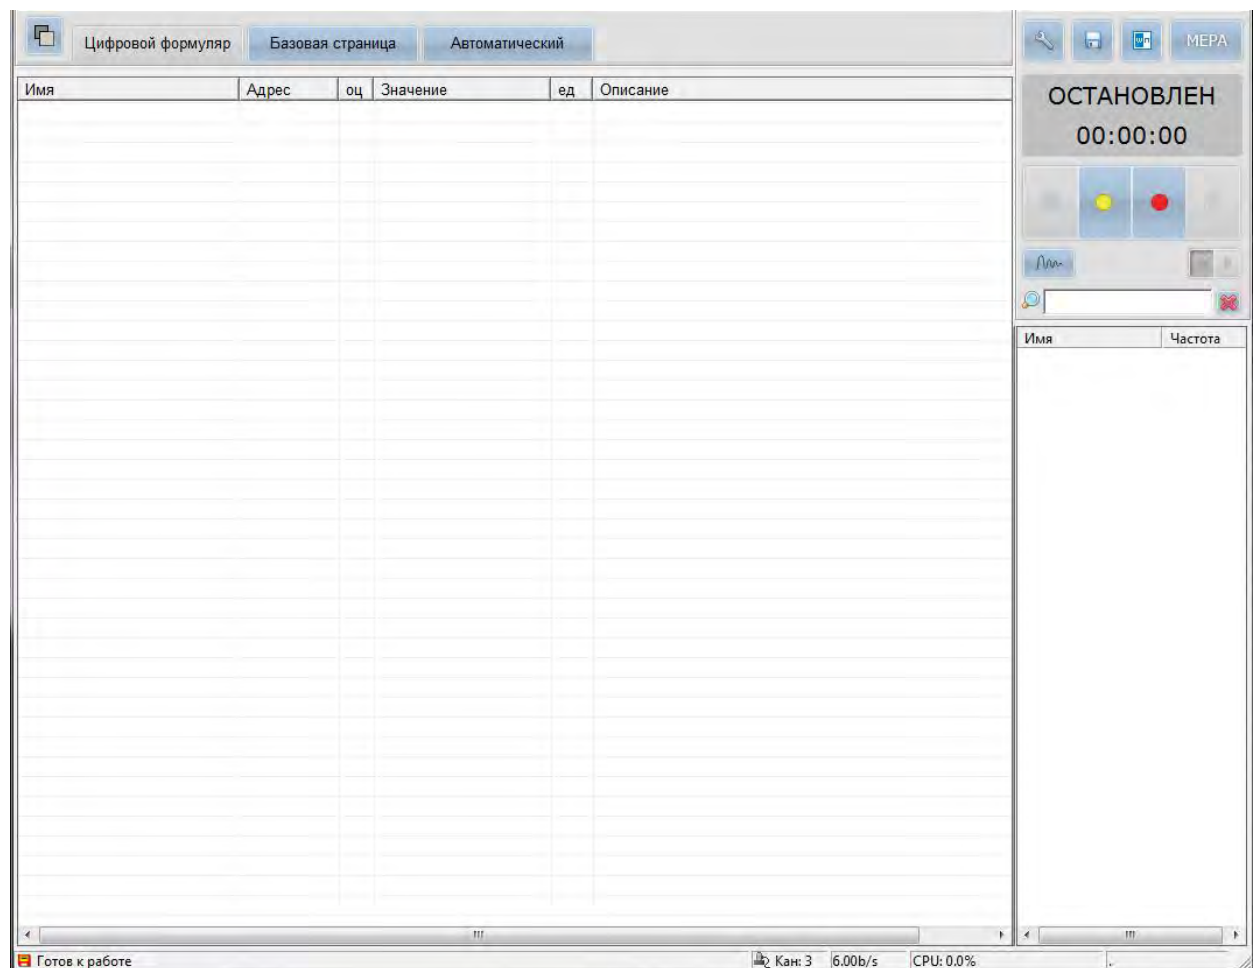 Цифровой формуляр Базовая страница Автоматический
МЕРА
Имя Адрес оц Значение ед Описание
ОСТАНОВЛЕН
00:00:00
Имя Частота
Готов к работе Кан: 3 6.00b/s CPU: 0.0%